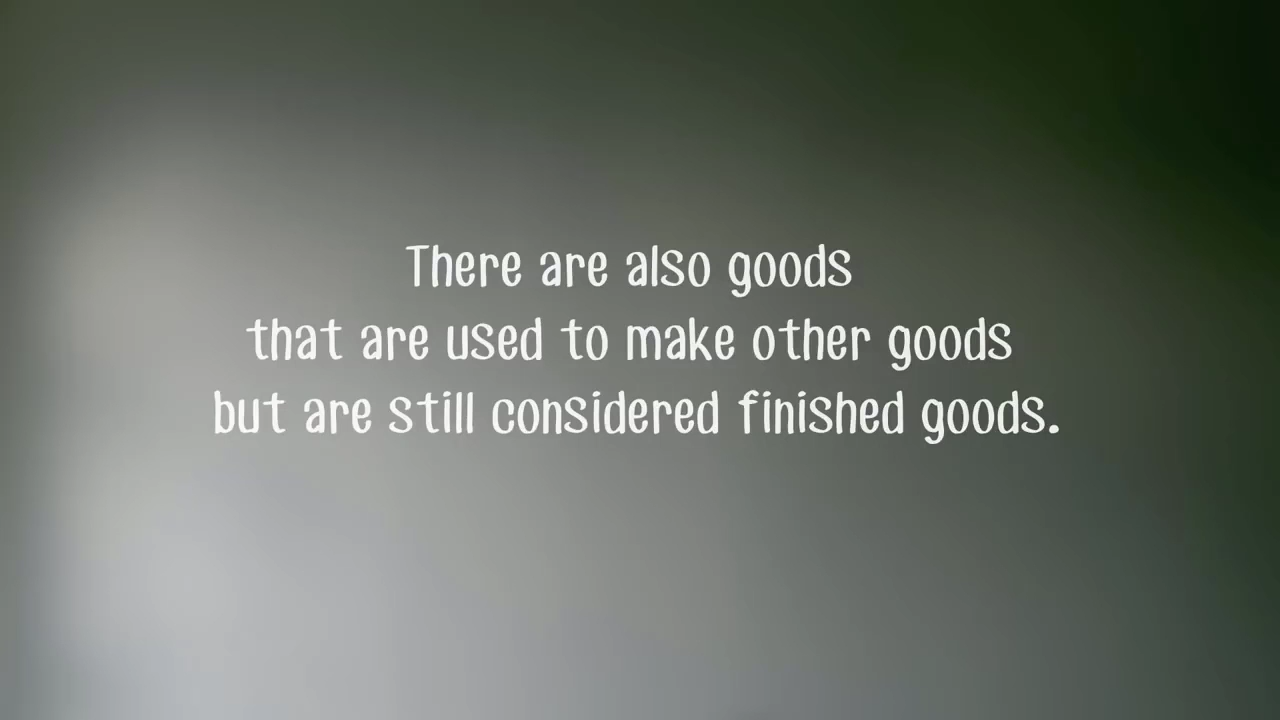 There are also goods
that are used to make other goods
but are still considered finished goods.